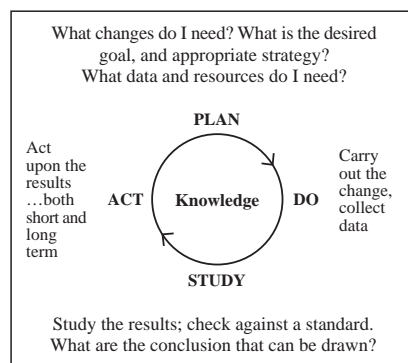 What changes do I need? What is the desired
goal, and appropriate strategy?
What data and resources do I need?
PLAN
Act
upon the
results
…both
short and
long
term
ACT
Knowledge
DO
Carry
out the
change,
collect
data
STUDY
Study the results; check against a standard.
What are the conclusion that can be drawn?